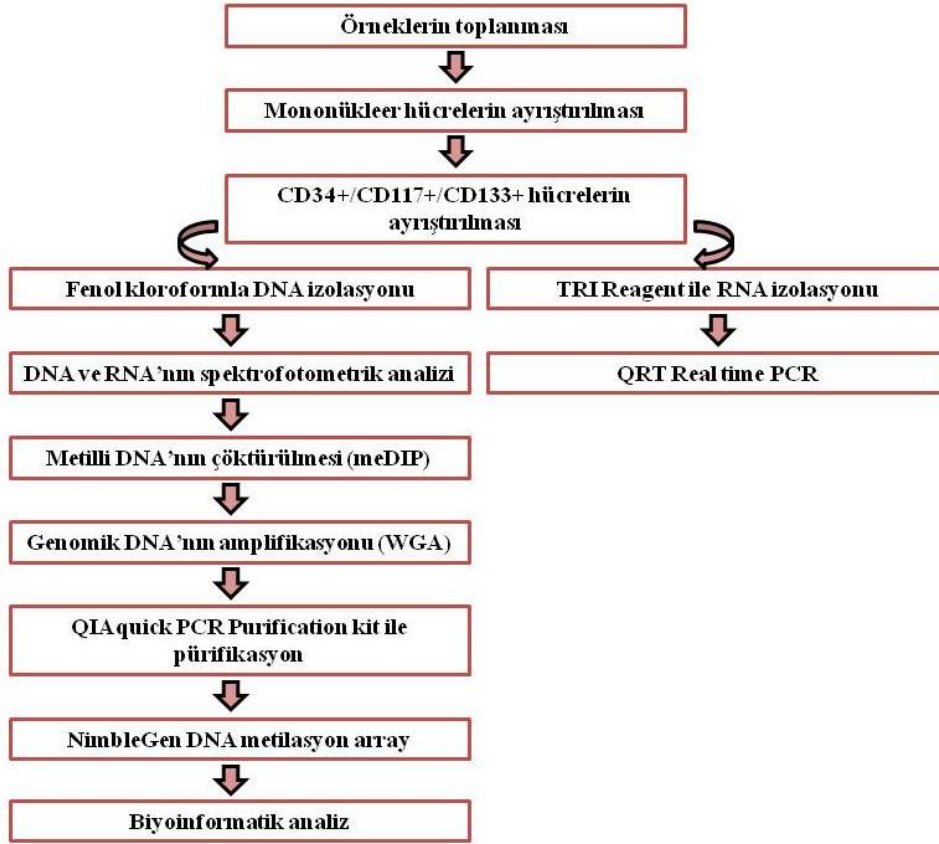 Örneklerin toplanması
Mononükleer hücrelerin ayrıştırılması
CD34+/CD117+/CD133+ hücrelerin
ayrıştırılması
Fenol kloroformla DNA izolasyonu
TRI Reagent ile RNA izolasyonu
DNA ve RNA’nın spektrofotometrik analizi
QRT Real time PCR
Metilli DNA’nın çöktürülmesi (meDIP)
Genomik DNA’nın amplifikasyonu (WGA)
QIAquick PCR Purification kit ile
pürifikasyon
NimbleGen DNA metilasyon array
Biyoinformatik analiz